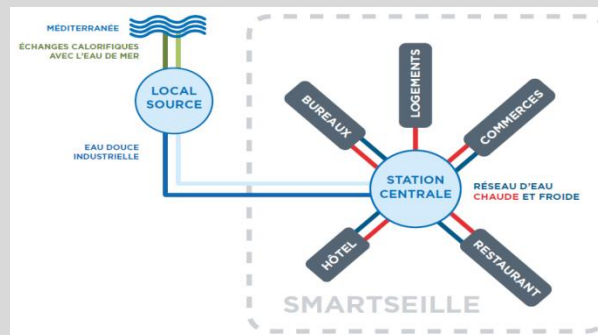 MÉDITERRANÉE
ÉCHANGES CALORIFIQUES
AVEC L'EAU DE MER
LOCAL
SOURCE
EAU DOUCE
INDUSTRIELLE
BUREAUX
LOGEMENTS
COMMERCES
STATION
CENTRALE
RÉSEAU D'EAU
CHAUDE ET FROIDE
HÔTEL
RESTAURANT
SMARTSEILLE